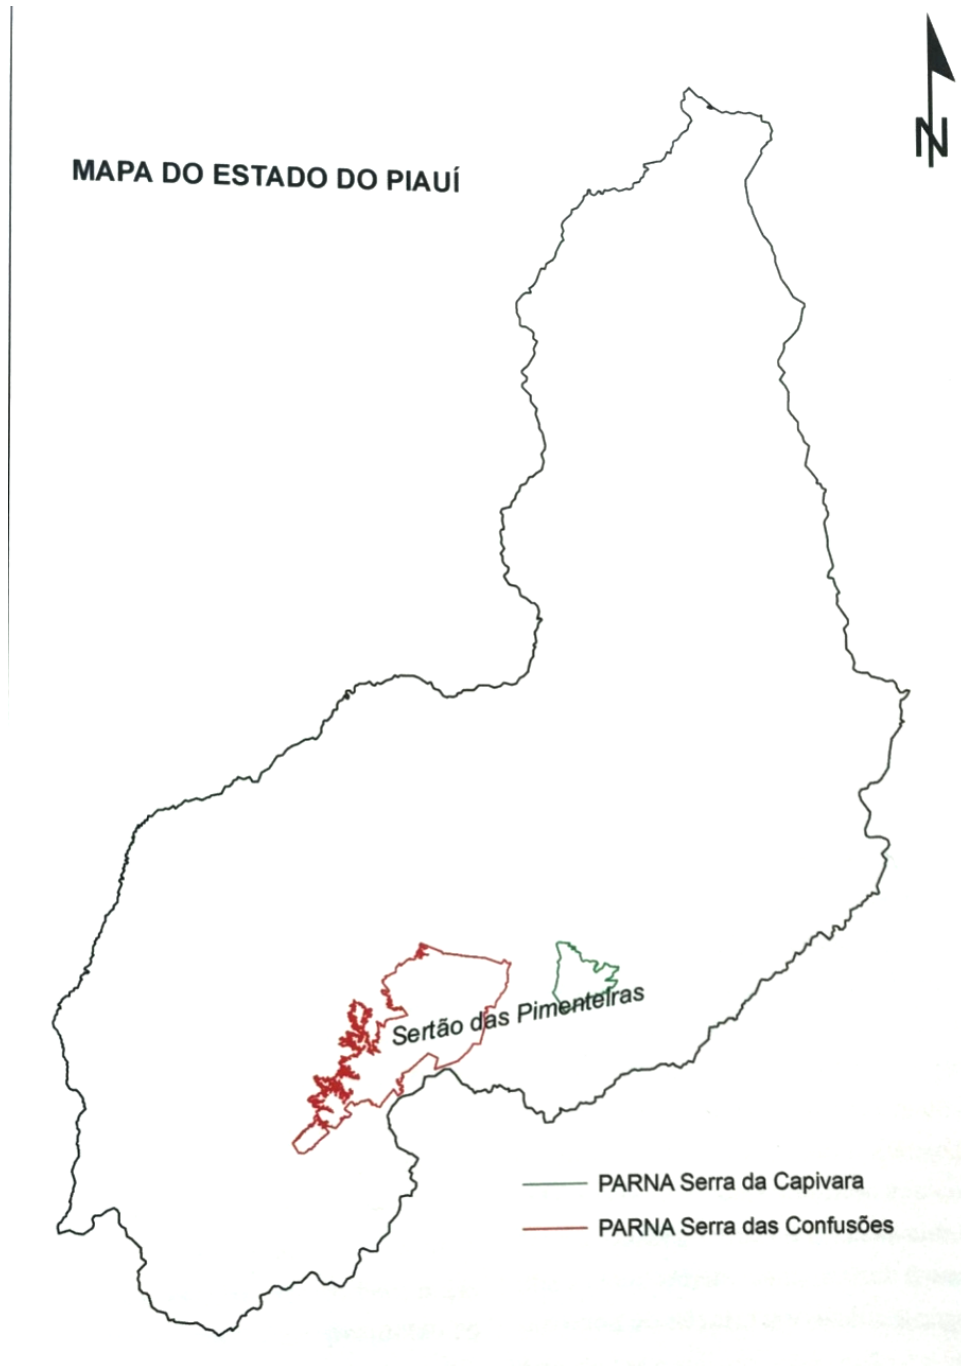 N
MAPA DO ESTADO DO PIAUÍ
Sertão das Pimenteiras
PARNA Serra da Capivara
PARNA Serra das Confusões